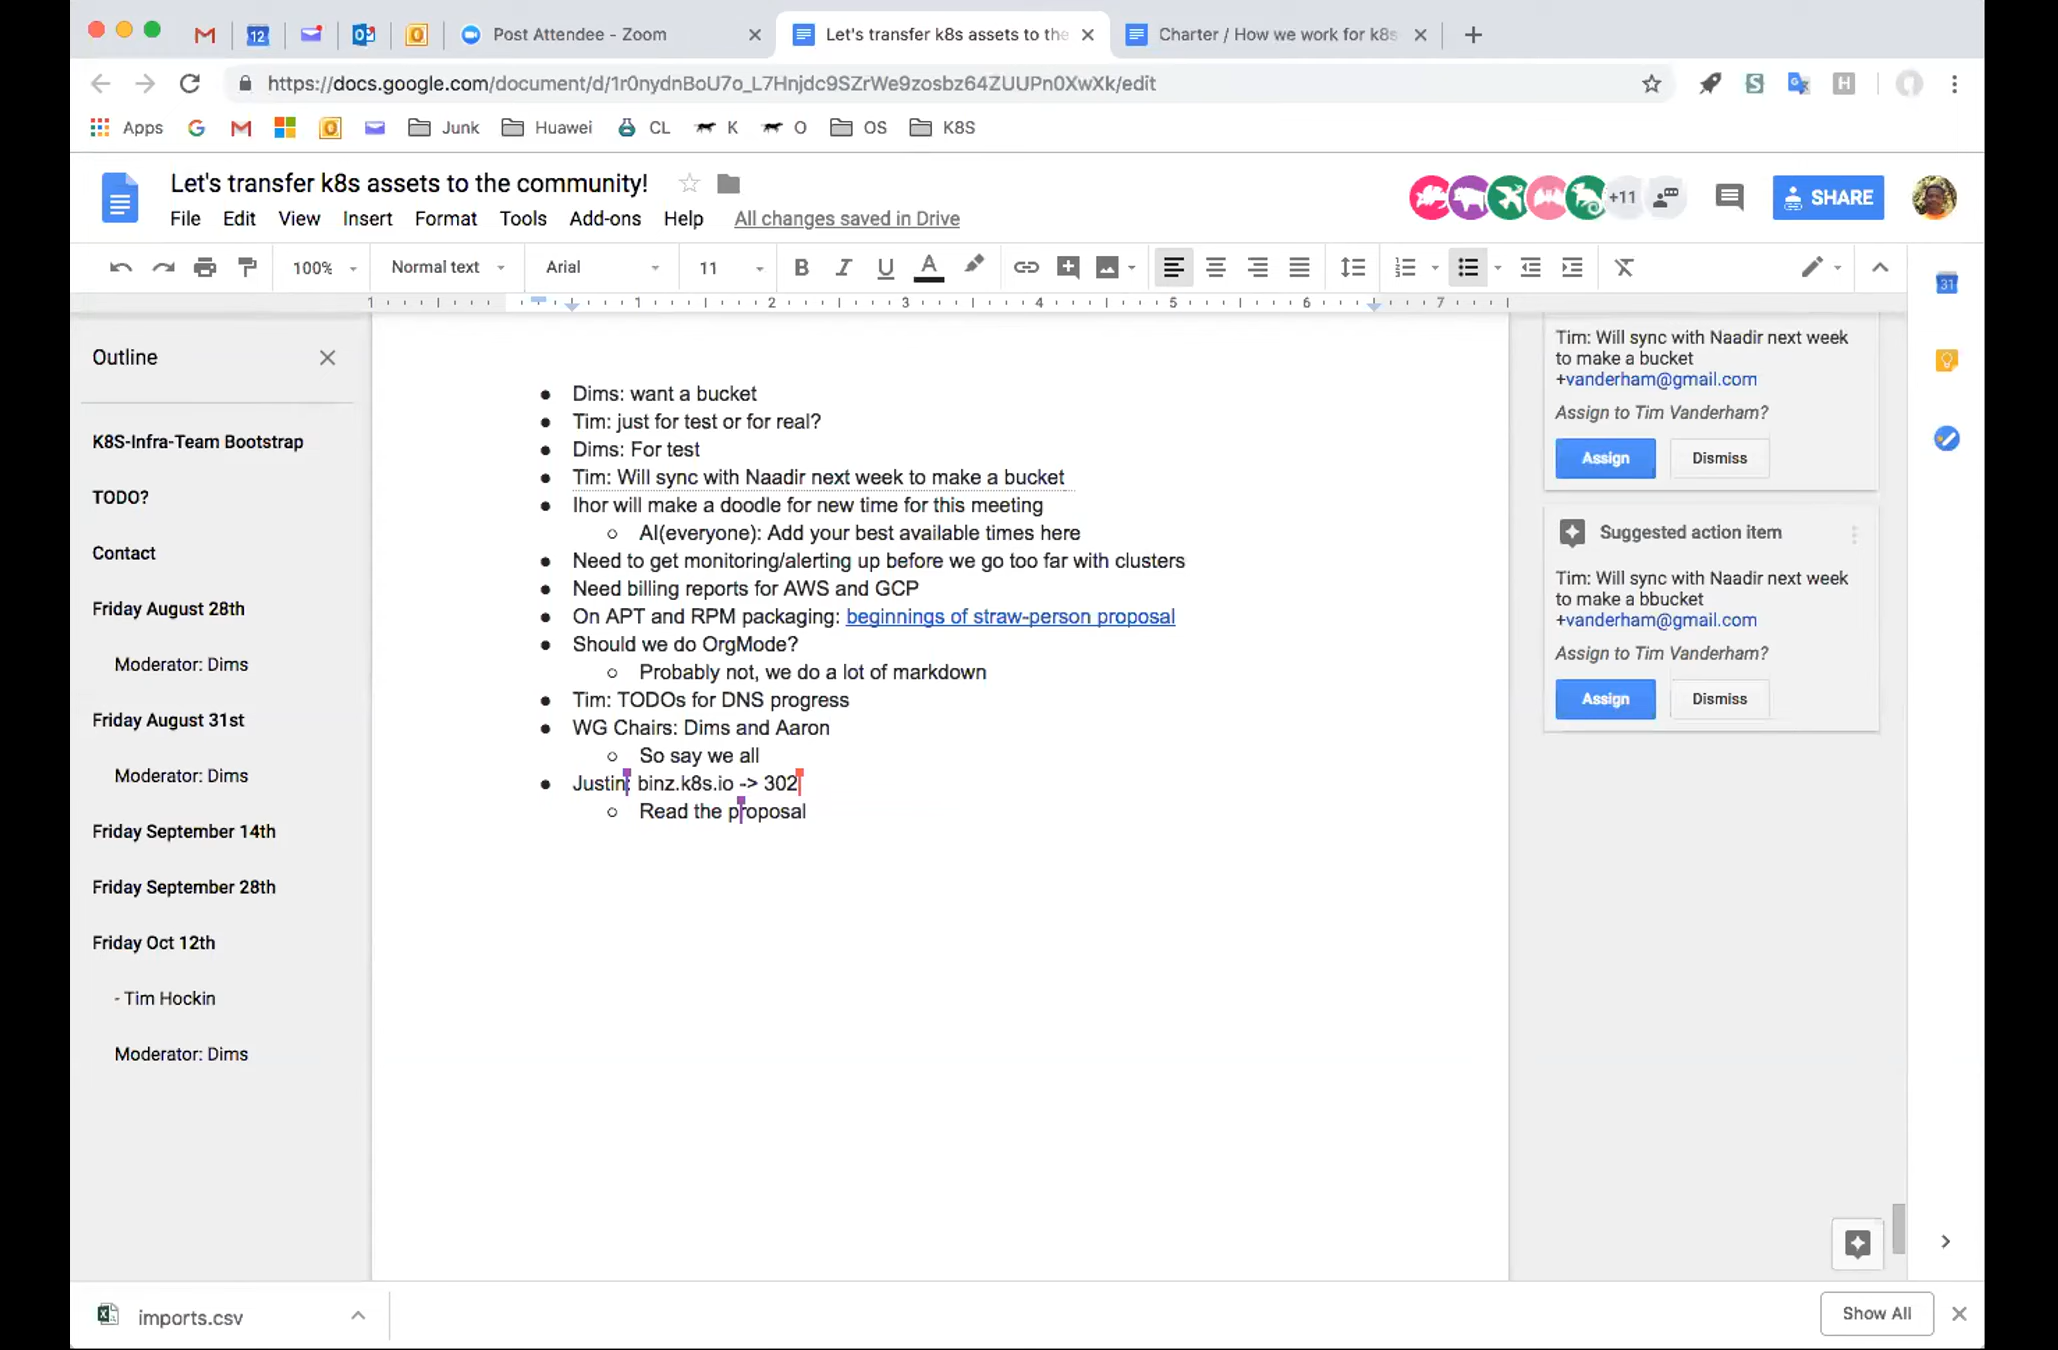 12
Post Attendee - Zoom
Let's transfer k8s assets to the
Charter / How we work for k8s
https://docs.google.com/document/d/1r0nydnBoU7o_L7Hnjdc9SZrWe9zosbz64ZUUPn0XwXk/edit
Apps
Junk
Huawei
CL
K
O
OS
K8S
Let's transfer k8s assets to the community!
+11
SHARE
File Edit View Insert Format Tools Add-ons Help All changes saved in Drive
100% Normal text Arial 11 B I U A
1 1 2 3 4 5 6 7
31
Outline
K8S-Infra-Team Bootstrap
TODO?
Contact
Friday August 28th
Moderator: Dims
Friday August 31st
Moderator: Dims
Friday September 14th
Friday September 28th
Friday Oct 12th
- Tim Hockin
Moderator: Dims
● Dims: want a bucket
● Tim: just for test or for real?
● Dims: For test
● Tim: Will sync with Naadir next week to make a bucket
● Ihor will make a doodle for new time for this meeting
○ AI(everyone): Add your best available times here
● Need to get monitoring/alerting up before we go too far with clusters
● Need billing reports for AWS and GCP
● On APT and RPM packaging: beginnings of straw-person proposal
● Should we do OrgMode?
○ Probably not, we do a lot of markdown
● Tim: TODOs for DNS progress
● WG Chairs: Dims and Aaron
○ So say we all
● Justin: binz.k8s.io -> 302
○ Read the proposal
Tim: Will sync with Naadir next week
to make a bucket
+vanderham@gmail.com
Assign to Tim Vanderham?
Assign Dismiss
Suggested action item
Tim: Will sync with Naadir next week
to make a bbucket
+vanderham@gmail.com
Assign to Tim Vanderham?
Assign Dismiss
imports.csv
Show All